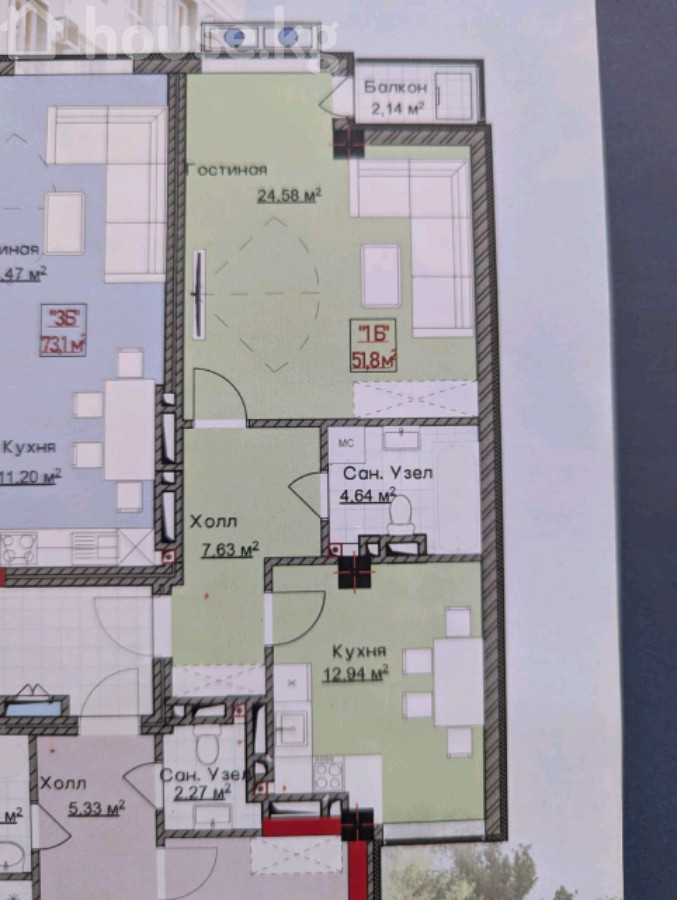 house.kg
Балкон
2,14 м²
Гостиная
24.58 м²
иная
.47 м²
"3Б"
73,1 м²
"1Б"
51,8 м²
Кухня
11.20 м²
МС
Сан. Узел
4.64 м²
Холл
7.63 м²
Кухня
12.94 м²
Холл
5.33 м²
Сан. Узел
2.27 м²
м²